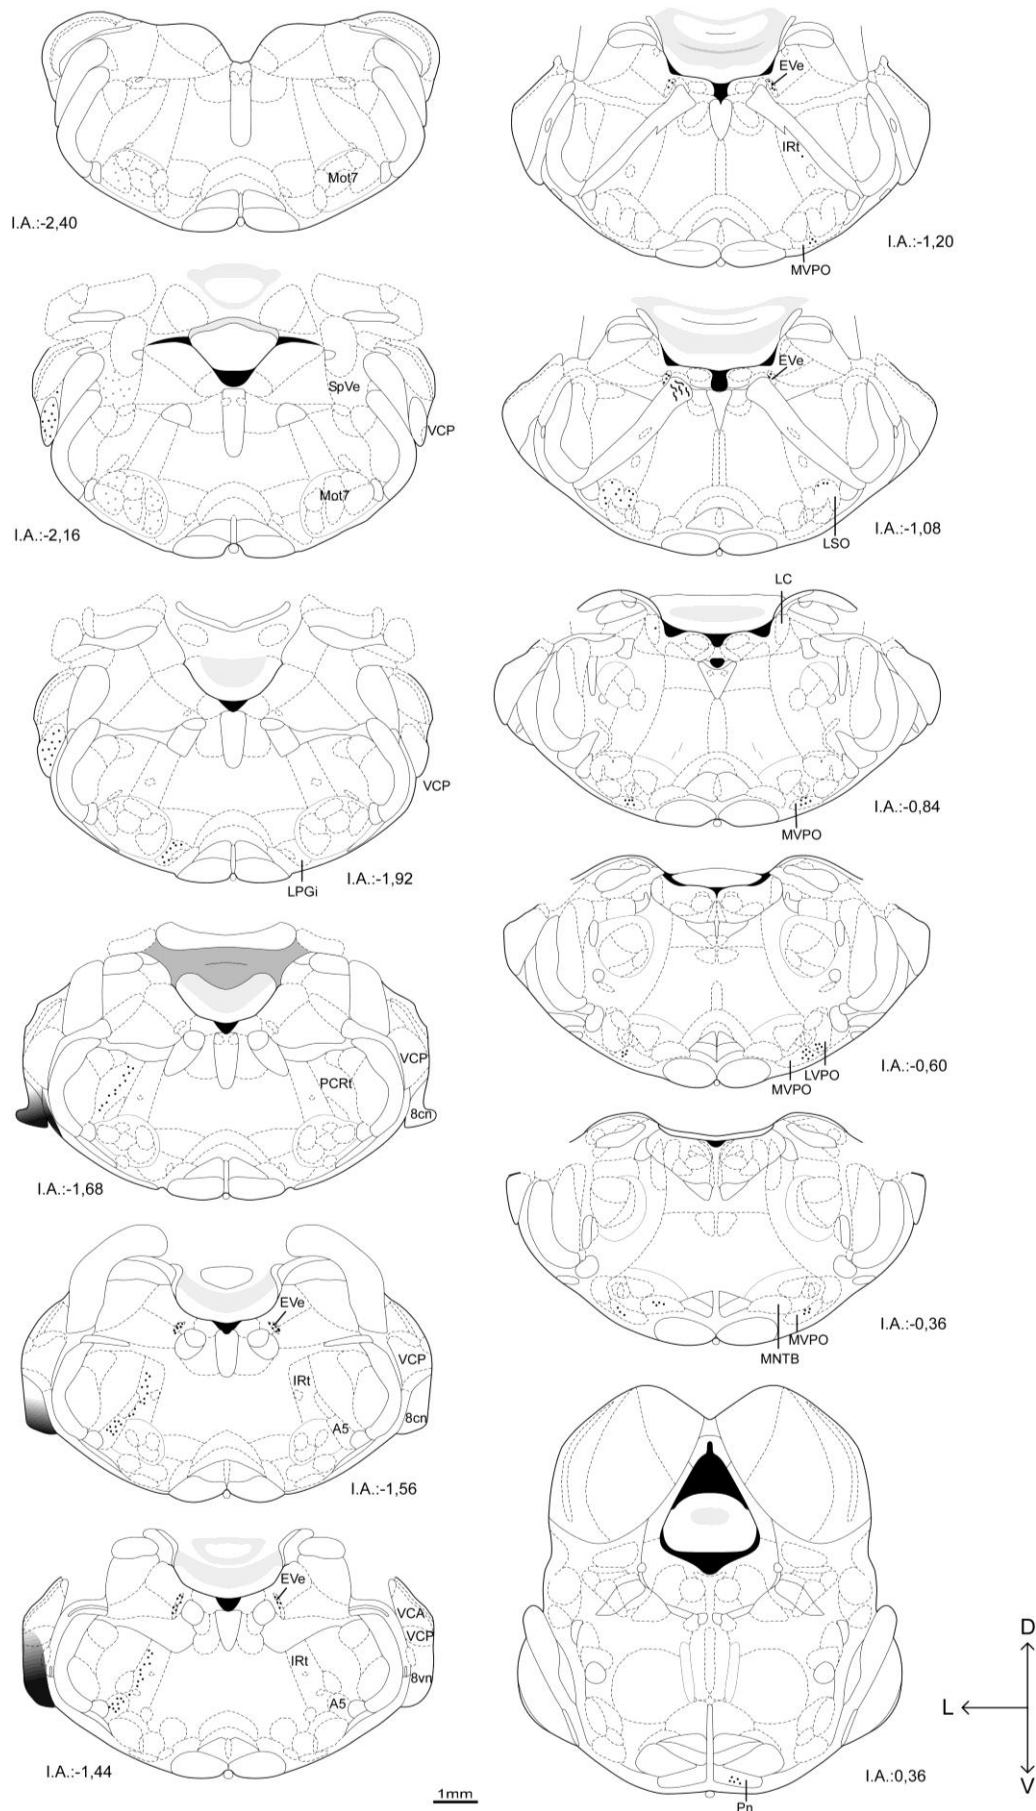 Mot7
I.A.:-2,40
SpVe
VCP
Mot7
I.A.:-2,16
VCP
LPGi
I.A.:-1,92
VCP
PCRt
8cn
I.A.:-1,68
EVe
VCP
IRt
8cn
A5
I.A.:-1,56
EVe
VCA
VCP
IRt
8vn
A5
I.A.:-1,44
1mm
EVe
IRt
I.A.:-1,20
MVPO
EVe
I.A.:-1,08
LSO
LC
I.A.:-0,84
MVPO
I.A.:-0,60
LVPO
MVPO
I.A.:-0,36
MVPO
MNTB
D
L
I.A.:0,36
V
Pn